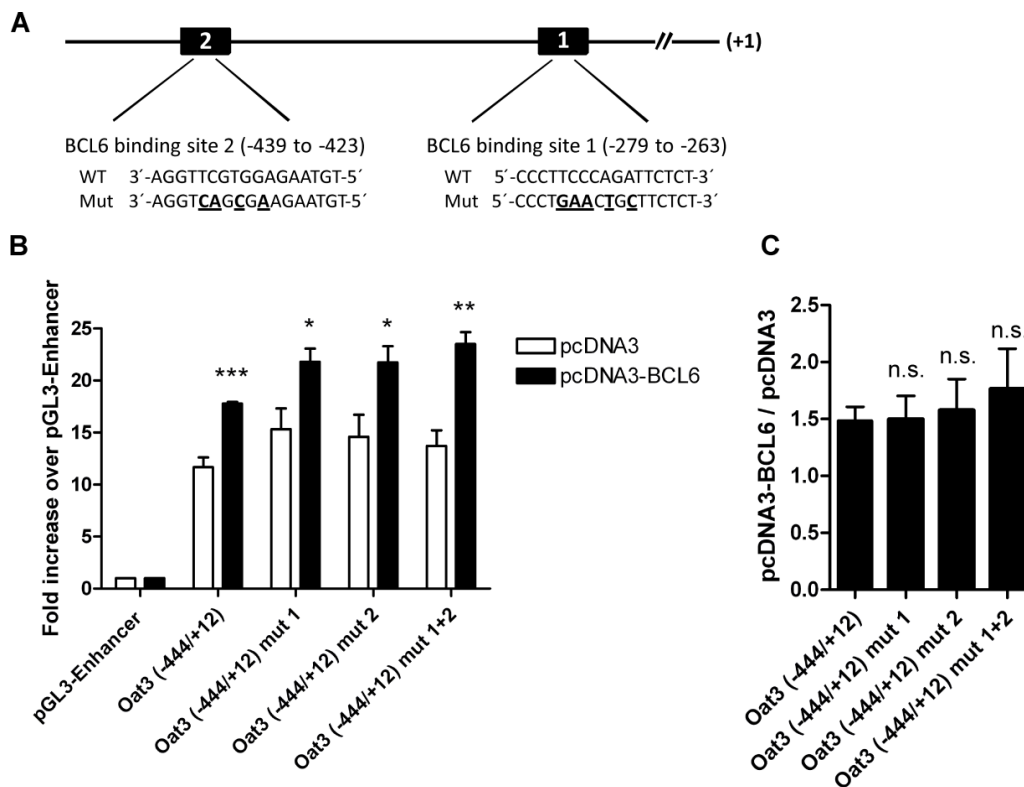 A
2
1
(+1)
BCL6 binding site 2 (-439 to -423)
WT 3´-AGGTTCGTGGAGAATGT-5´
Mut 3´-AGGTCAGCGAAGAATGT-5´
BCL6 binding site 1 (-279 to -263)
WT 5´-CCCTTCCCAGATTCTCT-3´
Mut 5´-CCCTGAACTGCTTCTCT-3´
B
Fold increase over pGL3-Enhancer
25
20
15
10
5
0
***
*
*
**
pcDNA3
pcDNA3-BCL6
pGL3-Enhancer
Oat3 (-444/+12)
Oat3 (-444/+12) mut 1
Oat3 (-444/+12) mut 2
Oat3 (-444/+12) mut 1+2
C
pcDNA3-BCL6 / pcDNA3
2.5
2.0
1.5
1.0
0.5
0.0
n.s.
n.s.
n.s.
Oat3 (-444/+12)
Oat3 (-444/+12) mut 1
Oat3 (-444/+12) mut 2
Oat3 (-444/+12) mut 1+2